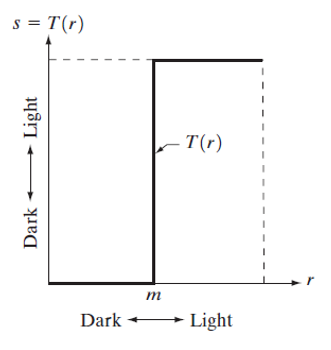 s = T(r)
Dark ←→ Light
T(r)
r
m
Dark ←→ Light